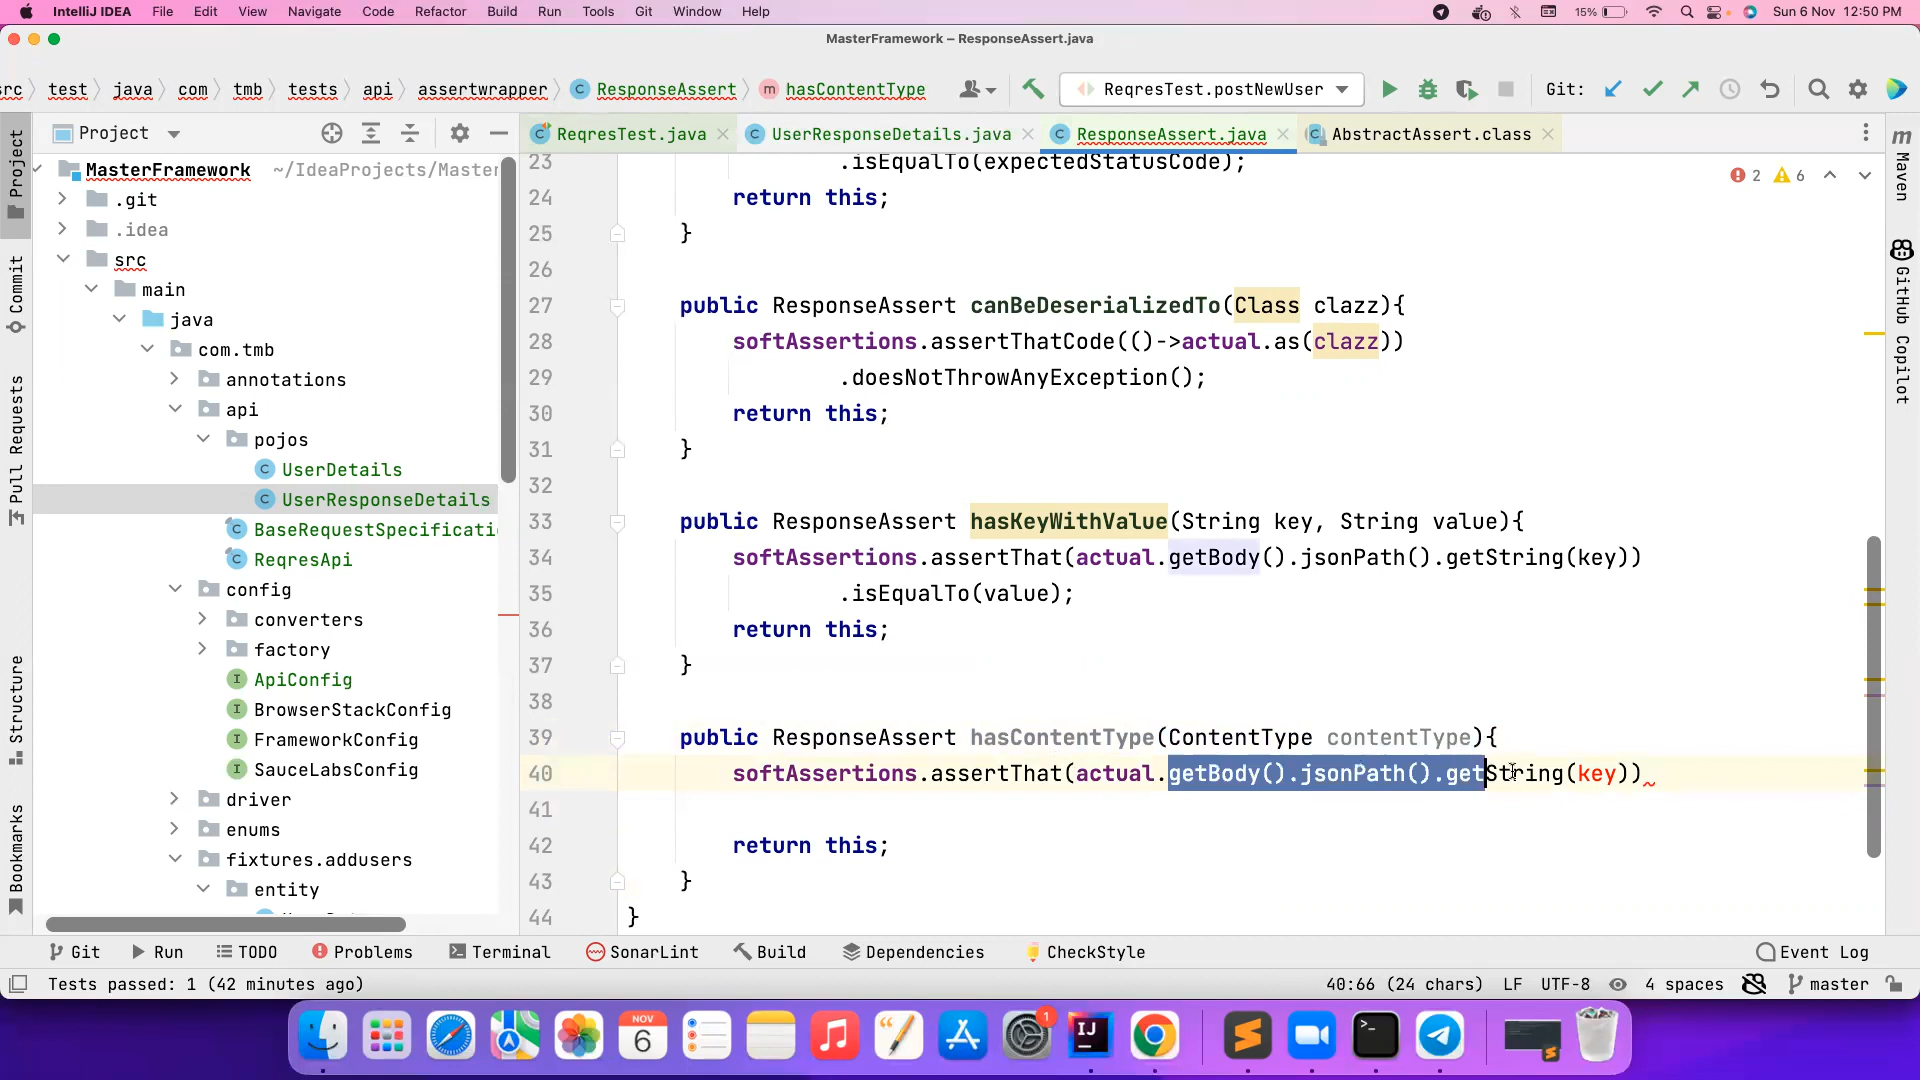 IntelliJ IDEA File Edit View Navigate Code Refactor Build Run Tools Git Window Help 15% Sun 6 Nov 12:50 PM
MasterFramework – ResponseAssert.java
src test java com tmb tests api assertwrapper C ResponseAssert m hasContentType ReqresTest.postNewUser Git:
Project ReqresTest.java UserResponseDetails.java ResponseAssert.java AbstractAssert.class
MasterFramework ~/IdeaProjects/Master
.git
.idea
src
main
java
com.tmb
annotations
api
pojos
UserDetails
UserResponseDetails
BaseRequestSpecificatio
ReqresApi
config
converters
factory
ApiConfig
BrowserStackConfig
FrameworkConfig
SauceLabsConfig
driver
enums
fixtures.addusers
entity
2 6
23 .isEqualTo(expectedStatusCode);
24 return this;
25 }
26
27 public ResponseAssert canBeDeserializedTo(Class clazz){
28 softAssertions.assertThatCode(()->actual.as(clazz))
29 .doesNotThrowAnyException();
30 return this;
31 }
32
33 public ResponseAssert hasKeyWithValue(String key, String value){
34 softAssertions.assertThat(actual.getBody().jsonPath().getString(key))
35 .isEqualTo(value);
36 return this;
37 }
38
39 public ResponseAssert hasContentType(ContentType contentType){
40 softAssertions.assertThat(actual.getBody().jsonPath().getString(key))
41
42 return this;
43 }
44 }
Project
Commit
Pull Requests
Structure
Bookmarks
Maven
GitHub Copilot
Git Run TODO Problems Terminal SonarLint Build Dependencies CheckStyle Event Log
Tests passed: 1 (42 minutes ago) 40:66 (24 chars) LF UTF-8 4 spaces master
NOV
6
1
IJ